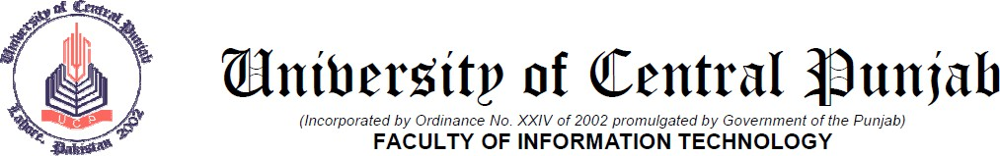 University of Central Punjab
Lahore, Pakistan 2002
UCP
University of Central Punjab
(Incorporated by Ordinance No. XXIV of 2002 promulgated by Government of the Punjab)
FACULTY OF INFORMATION TECHNOLOGY